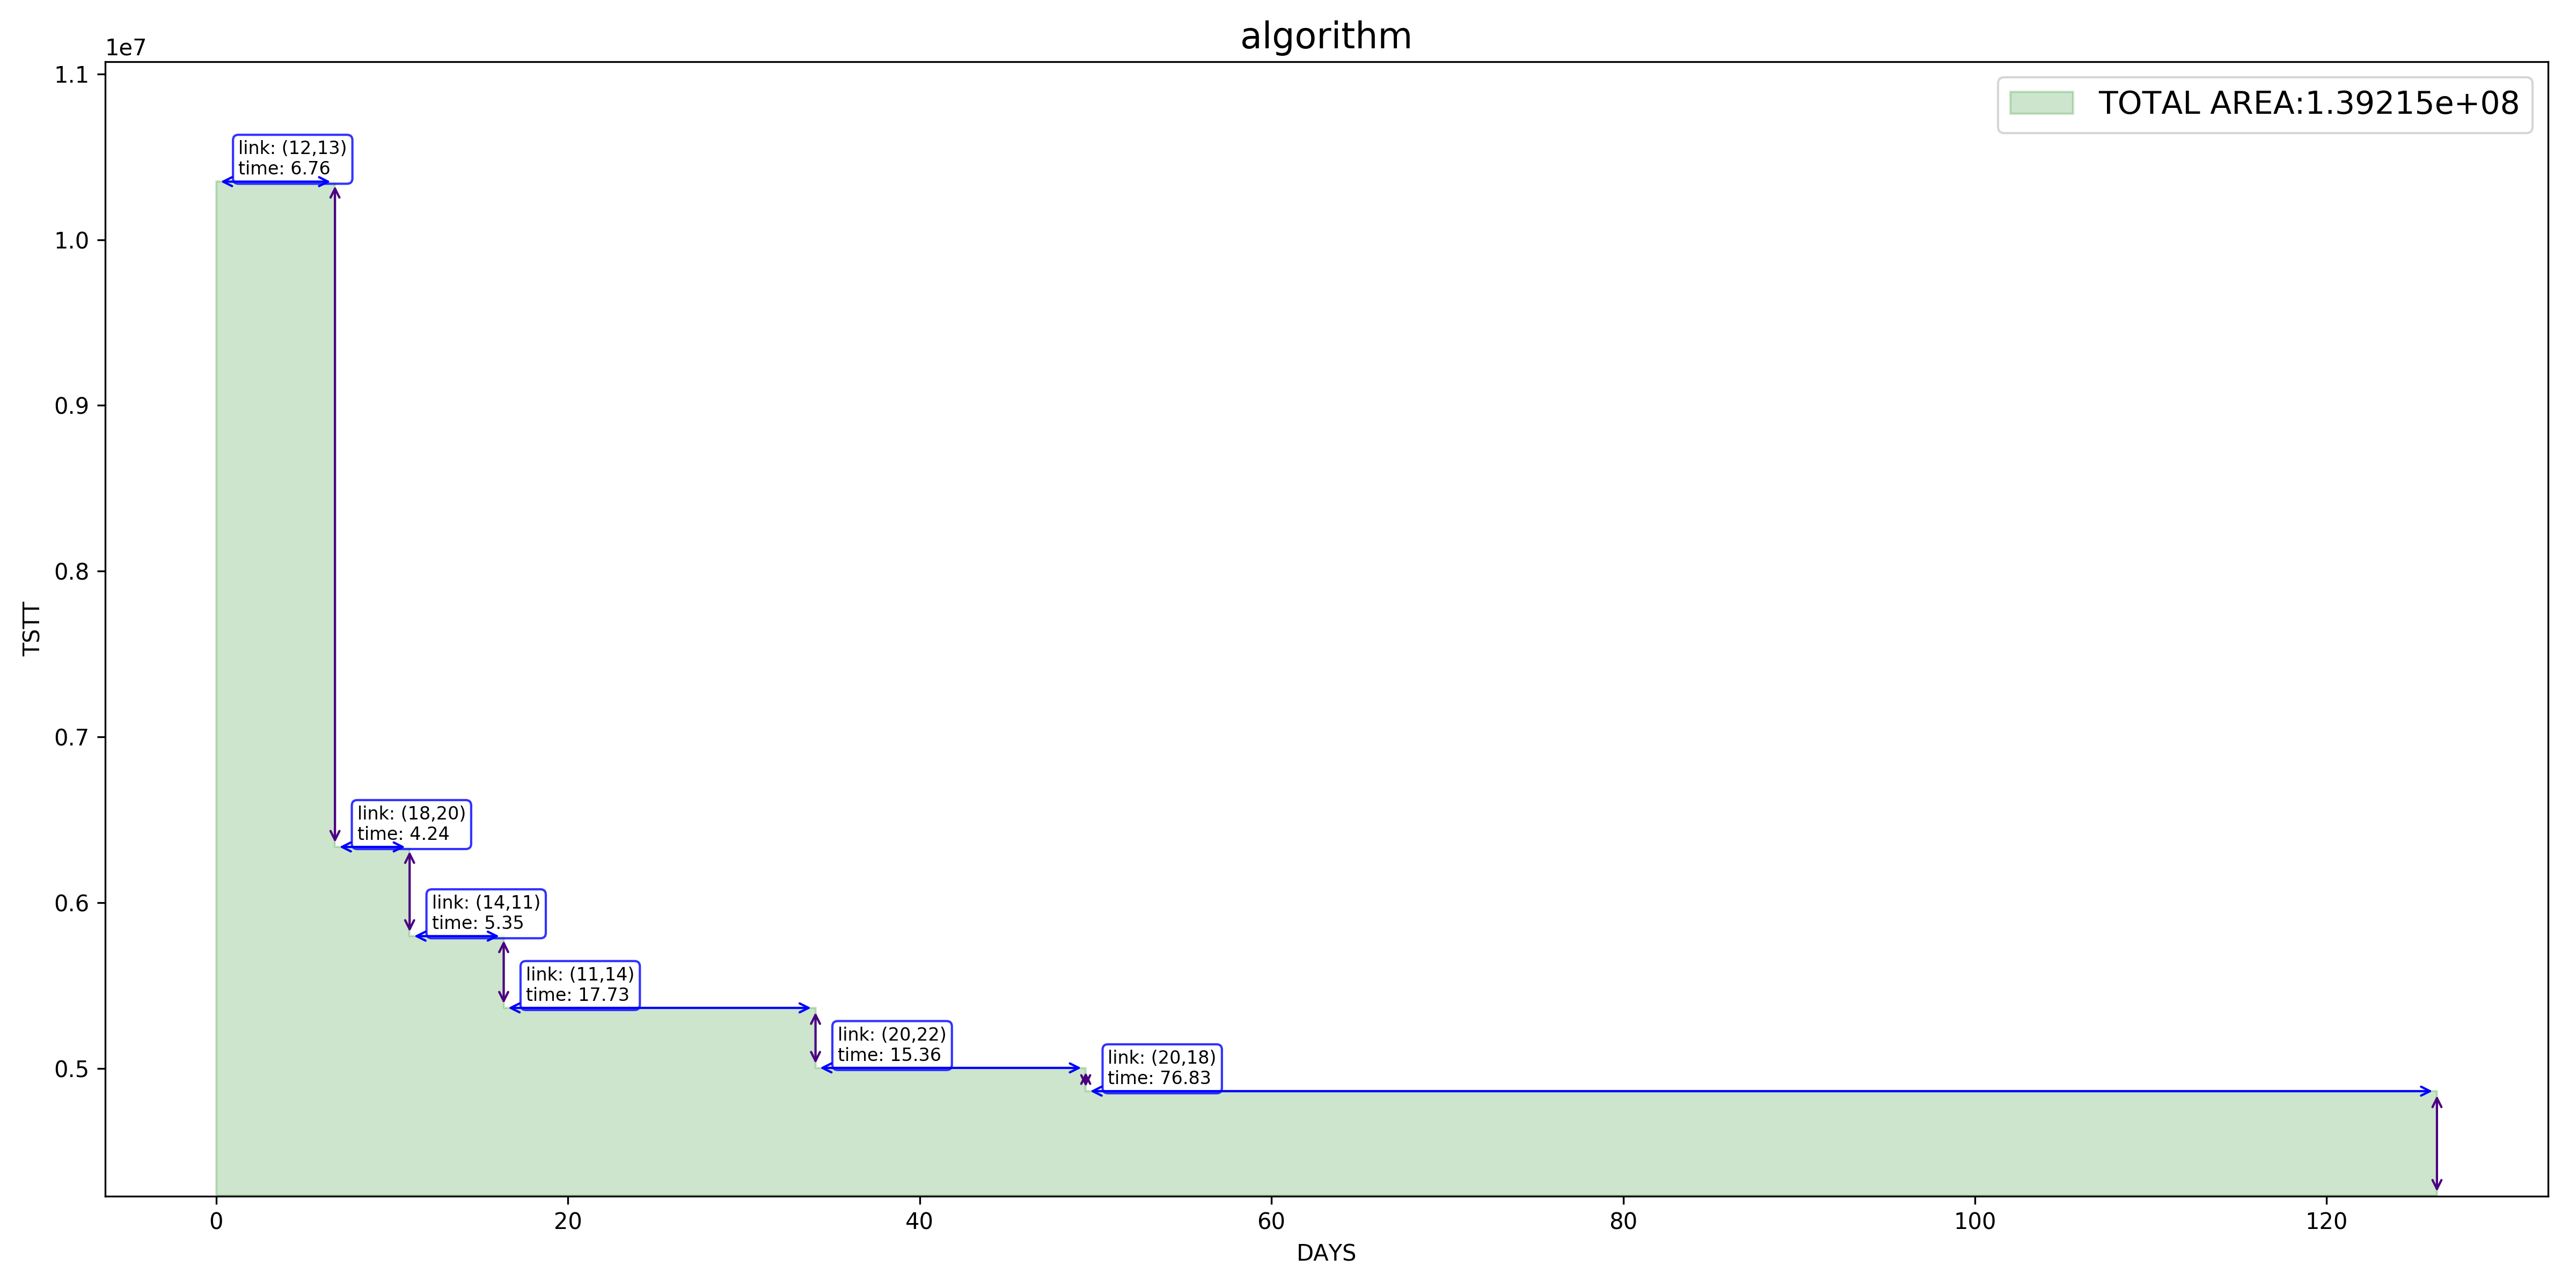 algorithm
1e7
1.1
1.0
0.9
0.8
0.7
0.6
0.5
TSTT
TOTAL AREA:1.39215e+08
link: (12,13)
time: 6.76
link: (18,20)
time: 4.24
link: (14,11)
time: 5.35
link: (11,14)
time: 17.73
link: (20,22)
time: 15.36
link: (20,18)
time: 76.83
0 20 40 60 80 100 120
DAYS